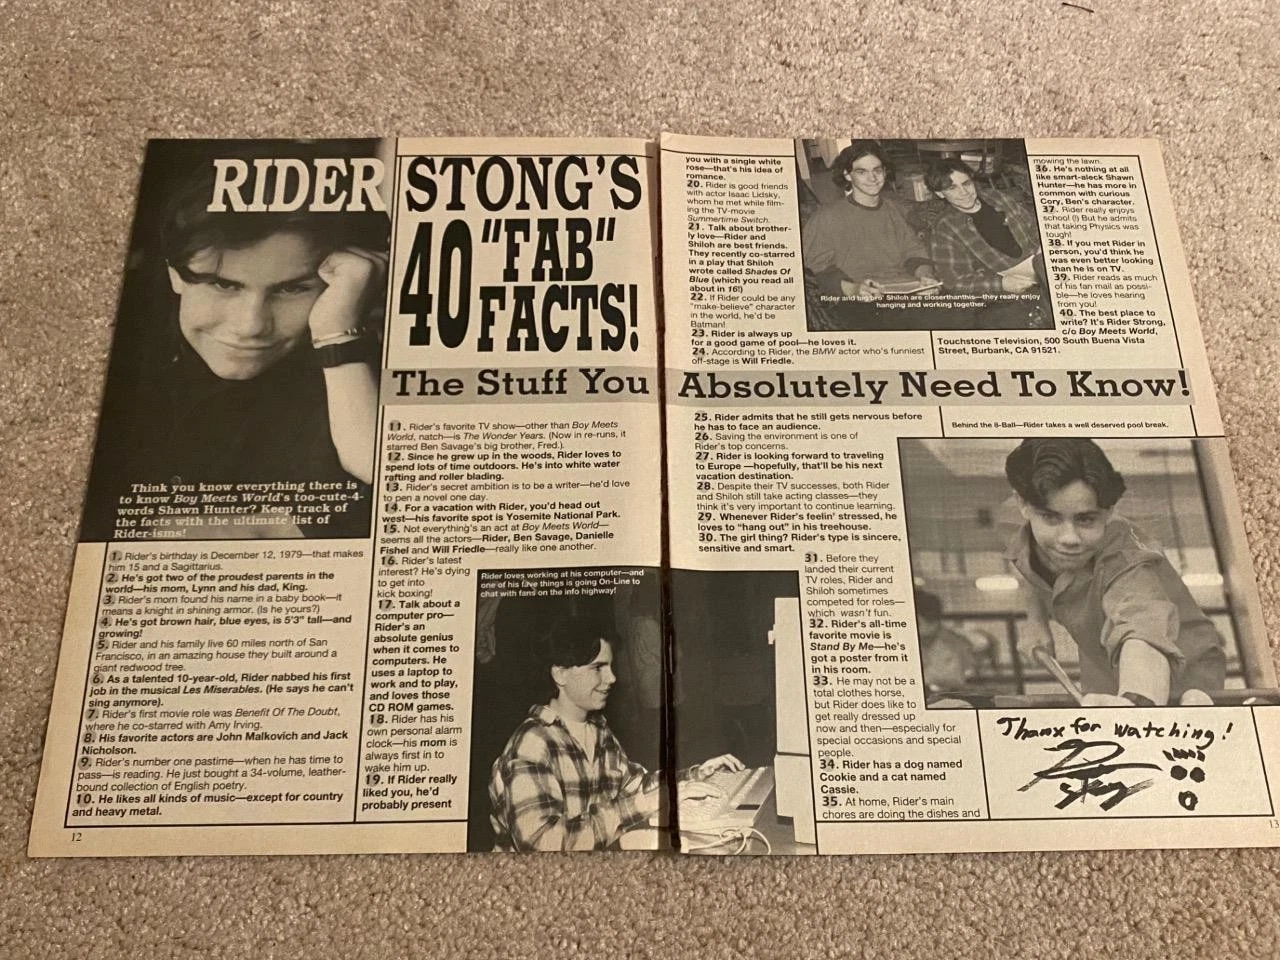 RIDER STONG'S
40 "FAB"
FACTS!
The Stuff You Absolutely Need To Know!
Think you know everything there is
to know Boy Meets World's too-cute-4-
words Shawn Hunter? Keep track of
the facts with the ultimate list of
Rider-isms!
1. Rider's birthday is December 12, 1979—that makes
him 15 and a Sagittarius.
2. He's got two of the proudest parents in the
world—his mom, Lynn and his dad, King.
3. Rider's mom found his name in a baby book—it
means a knight in shining armor. (Is he yours?)
4. He's got brown hair, blue eyes, is 5'3" tall—and
growing!
5. Rider and his family live 60 miles north of San
Francisco, in an amazing house they built around a
giant redwood tree.
6. As a talented 10-year-old, Rider nabbed his first
job in the musical Les Miserables. (He says he can't
sing anymore).
7. Rider's first movie role was Benefit Of The Doubt,
where he co-starred with Amy Irving.
8. His favorite actors are John Malkovich and Jack
Nicholson.
9. Rider's number one pastime—when he has time to
pass—is reading. He just bought a 34-volume, leather-
bound collection of English poetry.
10. He likes all kinds of music—except for country
and heavy metal.
12
11. Rider's favorite TV show—other than Boy Meets
World, natch—is The Wonder Years. (Now in re-runs, it
starred Ben Savage's big brother, Fred.)
12. Since he grew up in the woods, Rider loves to
spend lots of time outdoors. He's into white water
rafting and roller blading.
13. Rider's secret ambition is to be a writer—he'd love
to pen a novel one day.
14. For a vacation with Rider, you'd head out
west—his favorite spot is Yosemite National Park.
15. Not everything's an act at Boy Meets World—
seems all the actors—Rider, Ben Savage, Danielle
Fishel and Will Friedle—really like one another.
16. Rider's latest
interest? He's dying
to get into
kick boxing!
17. Talk about a
computer pro—
Rider's an
absolute genius
when it comes to
computers. He
uses a laptop to
work and to play,
and loves those
CD ROM games.
18. Rider has his
own personal alarm
clock—his mom is
always first in to
wake him up.
19. If Rider really
liked you, he'd
probably present
Rider loves working at his computer—and
one of his fave things is going On-Line to
chat with fans on the info highway!
you with a single white
rose—that's his idea of
romance.
20. Rider is good friends
with actor Isaac Lidsky,
whom he met while film-
ing the TV-movie
Summertime Switch.
21. Talk about brother-
ly love—Rider and
Shiloh are best friends.
They recently co-starred
in a play that Shiloh
wrote called Shades Of
Blue (which you read all
about in 16!)
22. If Rider could be any
"make-believe" character
in the world, he'd be
Batman!
23. Rider is always up
for a good game of pool—he loves it.
24. According to Rider, the BMW actor who's funniest
off-stage is Will Friedle.
Rider and big bro' Shiloh are closerthanthis—they really enjoy
hanging and working together.
25. Rider admits that he still gets nervous before
he has to face an audience.
26. Saving the environment is one of
Rider's top concerns.
27. Rider is looking forward to traveling
to Europe —hopefully, that'll be his next
vacation destination.
28. Despite their TV successes, both Rider
and Shiloh still take acting classes—they
think it's very important to continue learning.
29. Whenever Rider's feelin' stressed, he
loves to "hang out" in his treehouse.
30. The girl thing? Rider's type is sincere,
sensitive and smart.
31. Before they
landed their current
TV roles, Rider and
Shiloh sometimes
competed for roles—
which wasn't fun.
32. Rider's all-time
favorite movie is
Stand By Me—he's
got a poster from it
in his room.
33. He may not be a
total clothes horse,
but Rider does like to
get really dressed up
now and then—especially for
special occasions and special
people.
34. Rider has a dog named
Cookie and a cat named
Cassie.
35. At home, Rider's main
chores are doing the dishes and
mowing the lawn.
36. He's nothing at all
like smart-aleck Shawn
Hunter—he has more in
common with curious
Cory, Ben's character.
37. Rider really enjoys
school (!) But he admits
that taking Physics was
tough!
38. If you met Rider in
person, you'd think he
was even better looking
than he is on TV.
39. Rider reads as much
of his fan mail as possi-
ble—he loves hearing
from you!
40. The best place to
write? It's Rider Strong,
c/o Boy Meets World,
Touchstone Television, 500 South Buena Vista
Street, Burbank, CA 91521.
Behind the 8-Ball—Rider takes a well deserved pool break.
Thanx for watching!
13